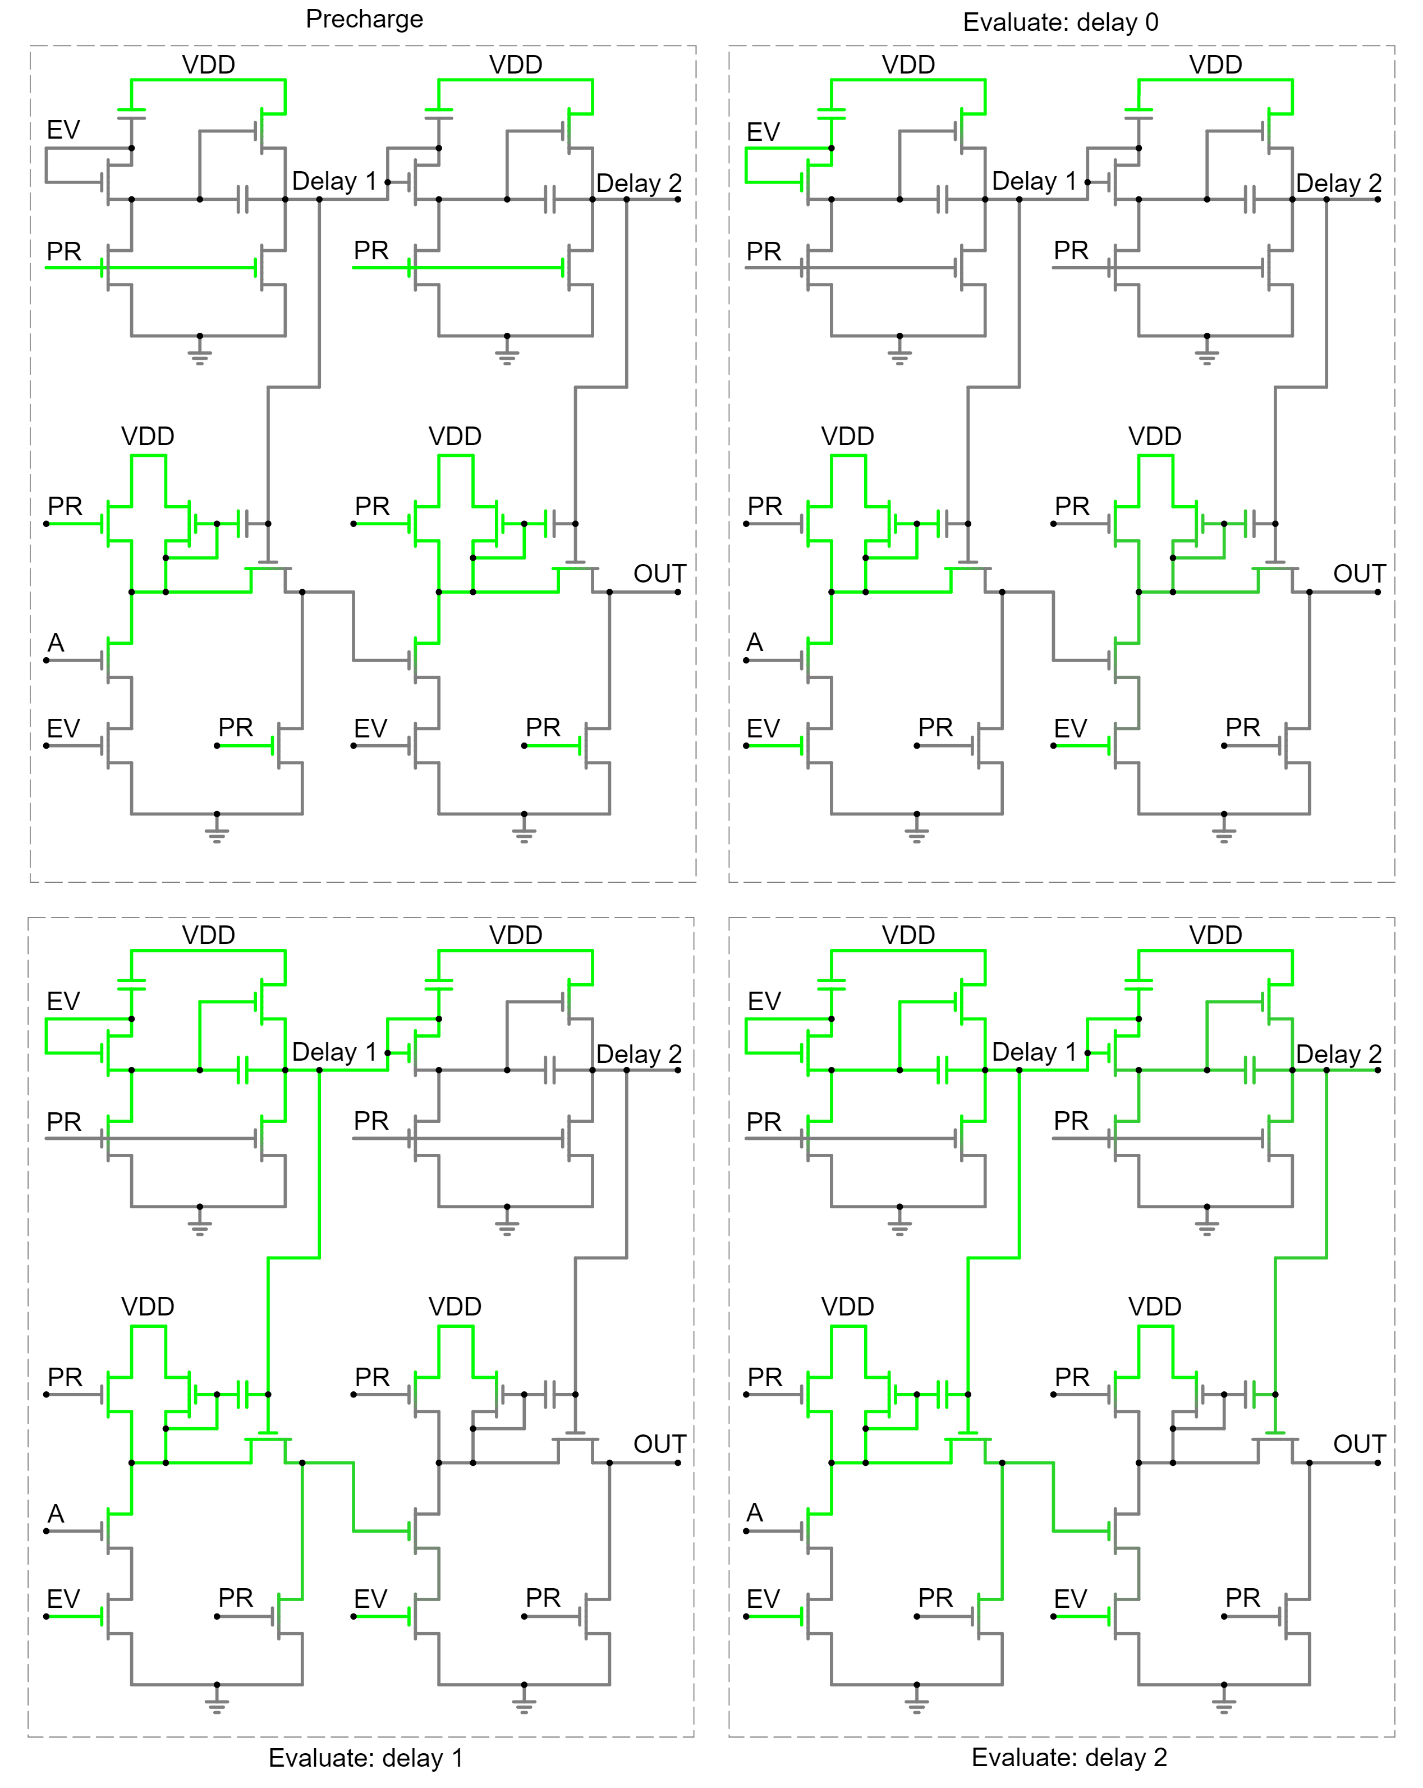 Precharge
VDD
VDD
EV
Delay 1
Delay 2
PR
PR
VDD
VDD
PR
PR
OUT
A
EV
PR
EV
PR
Evaluate: delay 0
VDD
VDD
EV
Delay 1
Delay 2
PR
PR
VDD
VDD
PR
PR
OUT
A
EV
PR
EV
PR
VDD
VDD
EV
Delay 1
Delay 2
PR
PR
VDD
VDD
PR
PR
OUT
A
EV
PR
EV
PR
Evaluate: delay 1
VDD
VDD
EV
Delay 1
Delay 2
PR
PR
VDD
VDD
PR
PR
OUT
A
EV
PR
EV
PR
Evaluate: delay 2